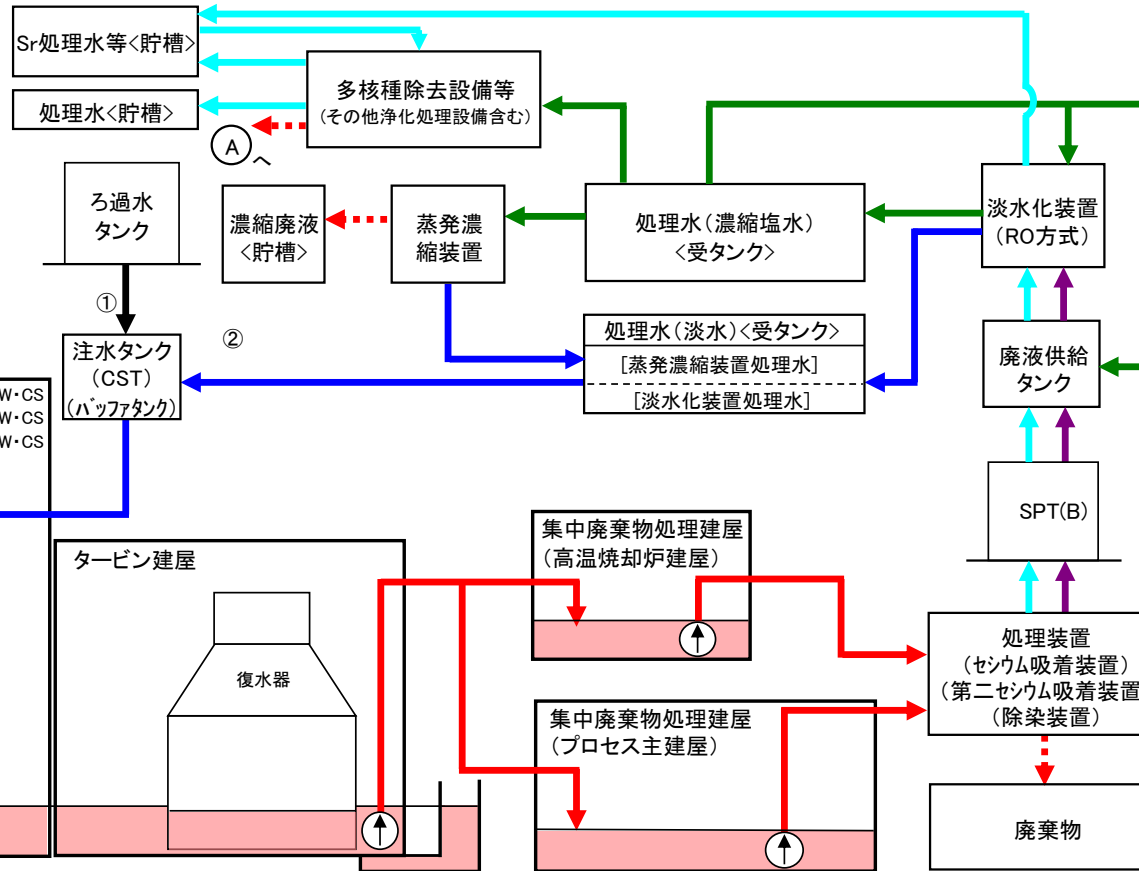 Sr処理水等<貯槽>
処理水<貯槽>
多核種除去設備等
(その他浄化処理設備含む)
A
へ
ろ過水
タンク
濃縮廃液
<貯槽>
蒸発濃
縮装置
処理水(濃縮塩水)
<受タンク>
淡水化装置
(RO方式)
①
②
注水タンク
(CST)
(バッファタンク)
処理水(淡水)<受タンク>
[蒸発濃縮装置処理水]
[淡水化装置処理水]
廃液供給
タンク
W・CS
W・CS
W・CS
SPT(B)
タービン建屋
復水器
集中廃棄物処理建屋
(高温焼却炉建屋)
集中廃棄物処理建屋
(プロセス主建屋)
処理装置
(セシウム吸着装置)
(第二セシウム吸着装置
(除染装置)
廃棄物